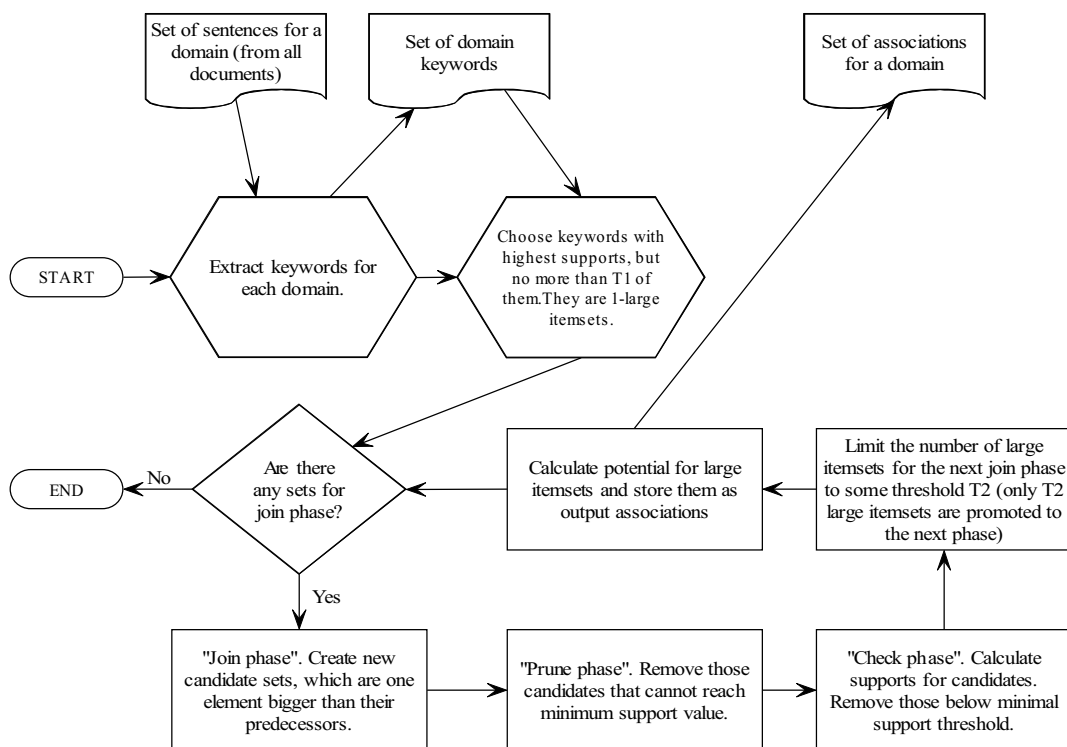 Set of sentences for a
domain (from all
documents)
Set of domain
keywords
Set of associations
for a domain
START
Extract keywords for
each domain.
Choose keywords with
highest supports, but
no more than T1 of
them.They are 1-large
itemsets.
END
No
Are there
any sets for
join phase?
Calculate potential for large
itemsets and store them as
output associations
Limit the number of large
itemsets for the next join phase
to some threshold T2 (only T2
large itemsets are promoted to
the next phase)
Yes
"Join phase". Create new
candidate sets, which are one
element bigger than their
predecessors.
"Prune phase". Remove those
candidates that cannot reach
minimum support value.
"Check phase". Calculate
supports for candidates.
Remove those below minimal
support threshold.